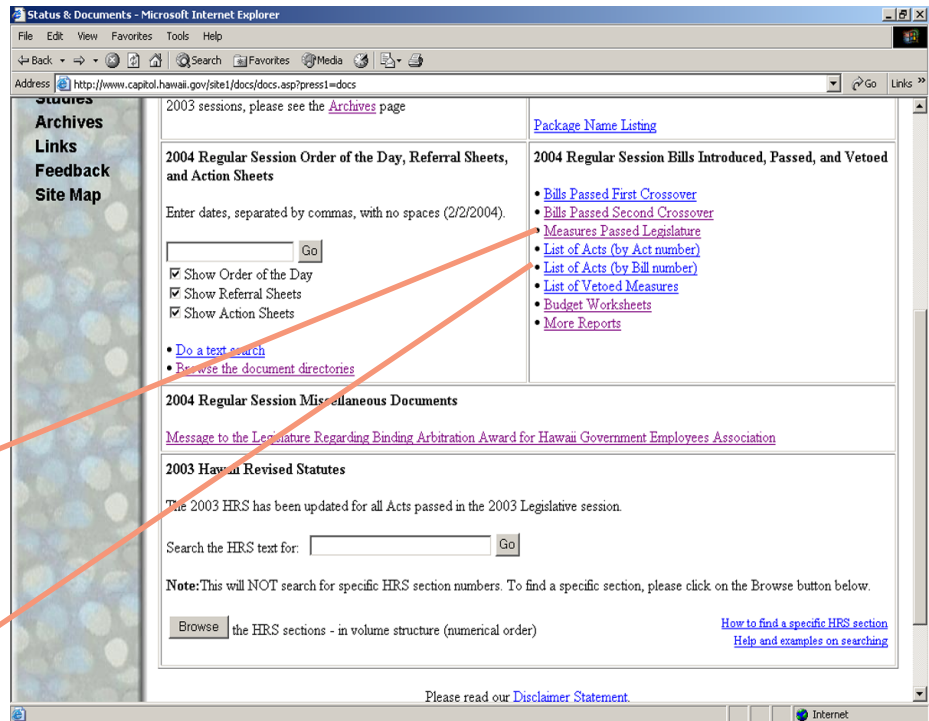 Status & Documents - Microsoft Internet Explorer
File Edit View Favorites Tools Help
Back Search Favorites Media
Address http://www.capitol.hawaii.gov/site1/docs/docs.asp?press1=docs Go Links »
Studies
Archives
Links
Feedback
Site Map
2003 sessions, please see the Archives page
Package Name Listing
2004 Regular Session Order of the Day, Referral Sheets,
and Action Sheets
Enter dates, separated by commas, with no spaces (2/2/2004).
Go
Show Order of the Day
Show Referral Sheets
Show Action Sheets
• Do a text search
• Browse the document directories
2004 Regular Session Bills Introduced, Passed, and Vetoed
• Bills Passed First Crossover
• Bills Passed Second Crossover
• Measures Passed Legislature
• List of Acts (by Act number)
• List of Acts (by Bill number)
• List of Vetoed Measures
• Budget Worksheets
• More Reports
2004 Regular Session Miscellaneous Documents
Message to the Legislature Regarding Binding Arbitration Award for Hawaii Government Employees Association
2003 Hawaii Revised Statutes
The 2003 HRS has been updated for all Acts passed in the 2003 Legislative session.
Search the HRS text for: Go
Note:This will NOT search for specific HRS section numbers. To find a specific section, please click on the Browse button below.
Browse the HRS sections - in volume structure (numerical order)
How to find a specific HRS section
Help and examples on searching
Please read our Disclaimer Statement.
Internet